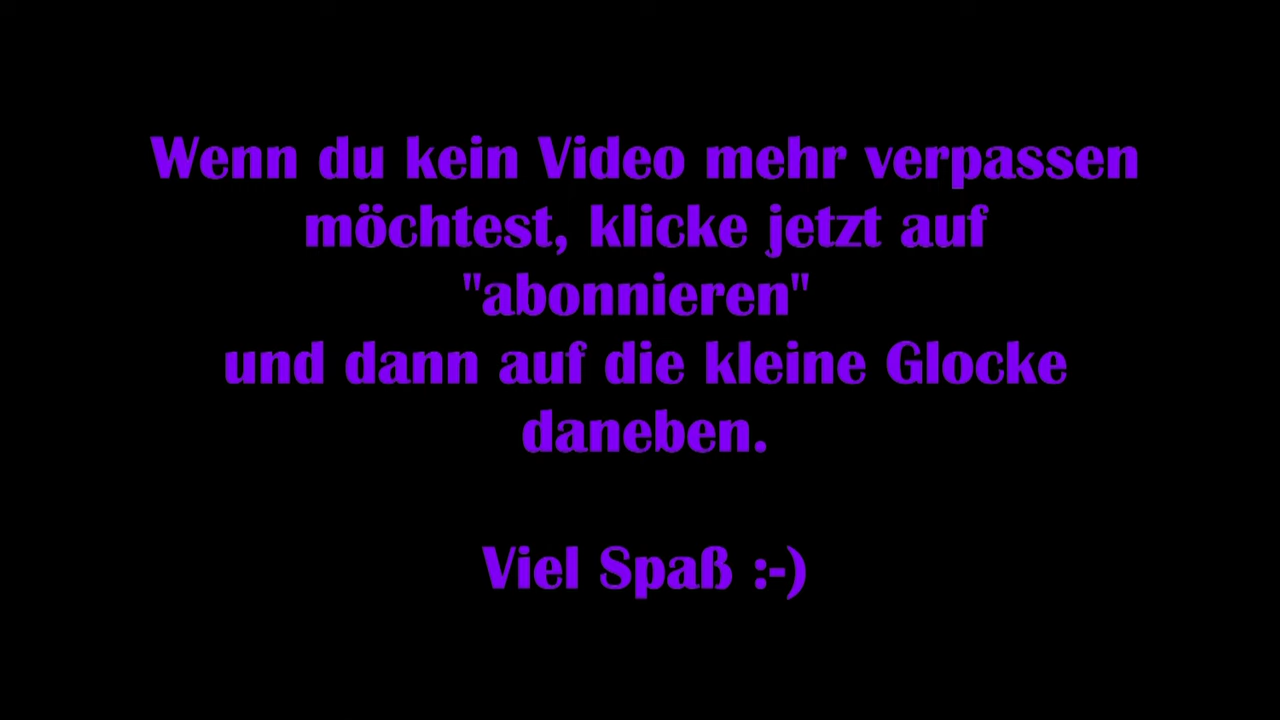 Wenn du kein Video mehr verpassen
möchtest, klicke jetzt auf
"abonnieren"
und dann auf die kleine Glocke
daneben.
Viel Spaß :-)